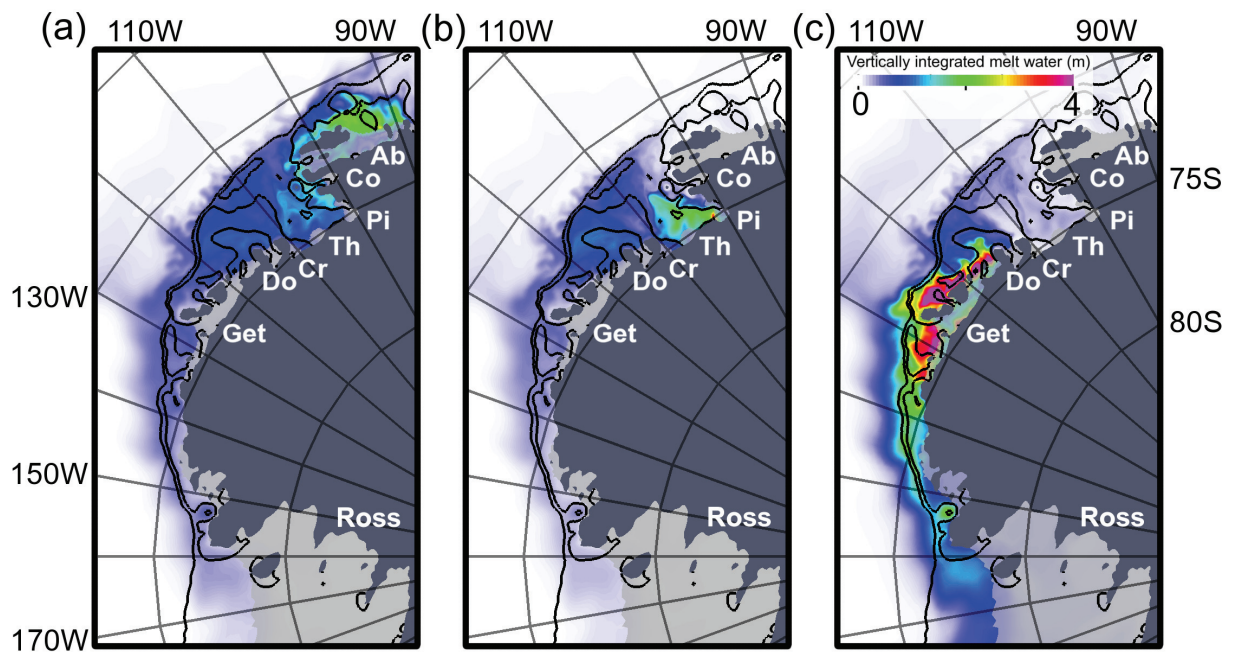 (a) 110W 90W (b) 110W 90W (c) 110W 90W
Vertically integrated melt water (m)
0 4
Ab Ab Ab
Co Co Co
75S
Pi Pi Pi
Th Th Th
Cr Cr Cr
Do Do Do
130W
80S
Get Get Get
150W
Ross Ross Ross
170W